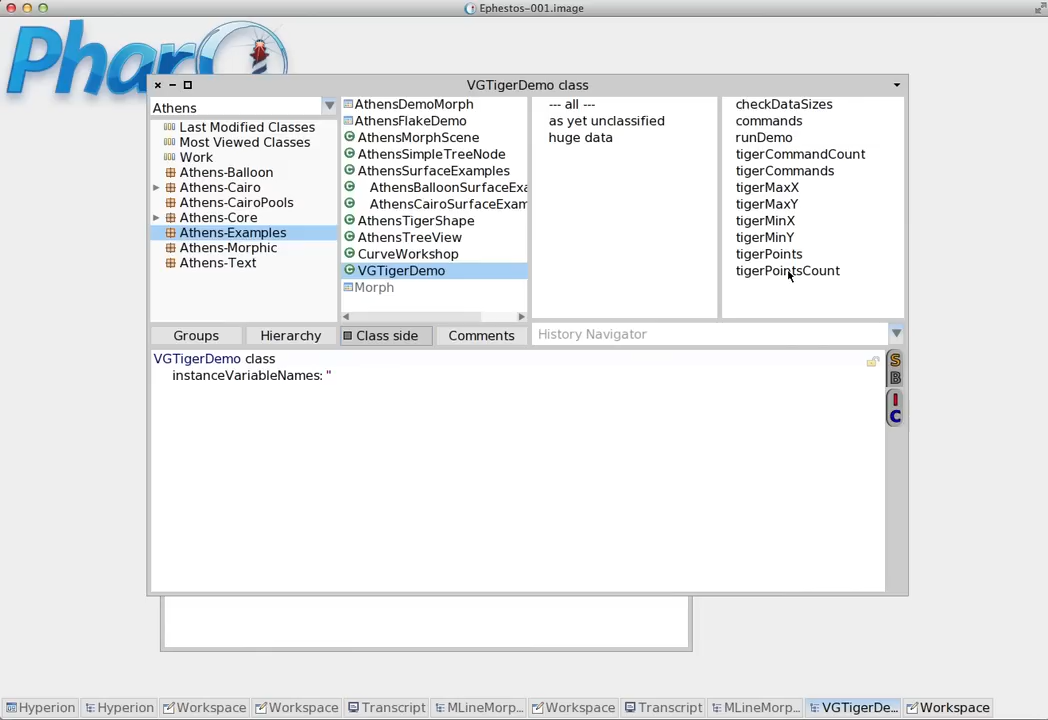 Ephestos-001.image
Pharo
VGTigerDemo class
Athens
Last Modified Classes
Most Viewed Classes
Work
Athens-Balloon
Athens-Cairo
Athens-CairoPools
Athens-Core
Athens-Examples
Athens-Morphic
Athens-Text
AthensDemoMorph
AthensFlakeDemo
AthensMorphScene
AthensSimpleTreeNode
AthensSurfaceExamples
AthensBalloonSurfaceExa
AthensCairoSurfaceExam
AthensTigerShape
AthensTreeView
CurveWorkshop
VGTigerDemo
Morph
--- all ---
as yet unclassified
huge data
checkDataSizes
commands
runDemo
tigerCommandCount
tigerCommands
tigerMaxX
tigerMaxY
tigerMinX
tigerMinY
tigerPoints
tigerPointsCount
Groups
Hierarchy
Class side
Comments
History Navigator
VGTigerDemo class
instanceVariableNames: ''
S
B
I
C
Hyperion
Hyperion
Workspace
Workspace
Transcript
MLineMorp...
Workspace
Transcript
MLineMorp...
VGTigerDe...
Workspace